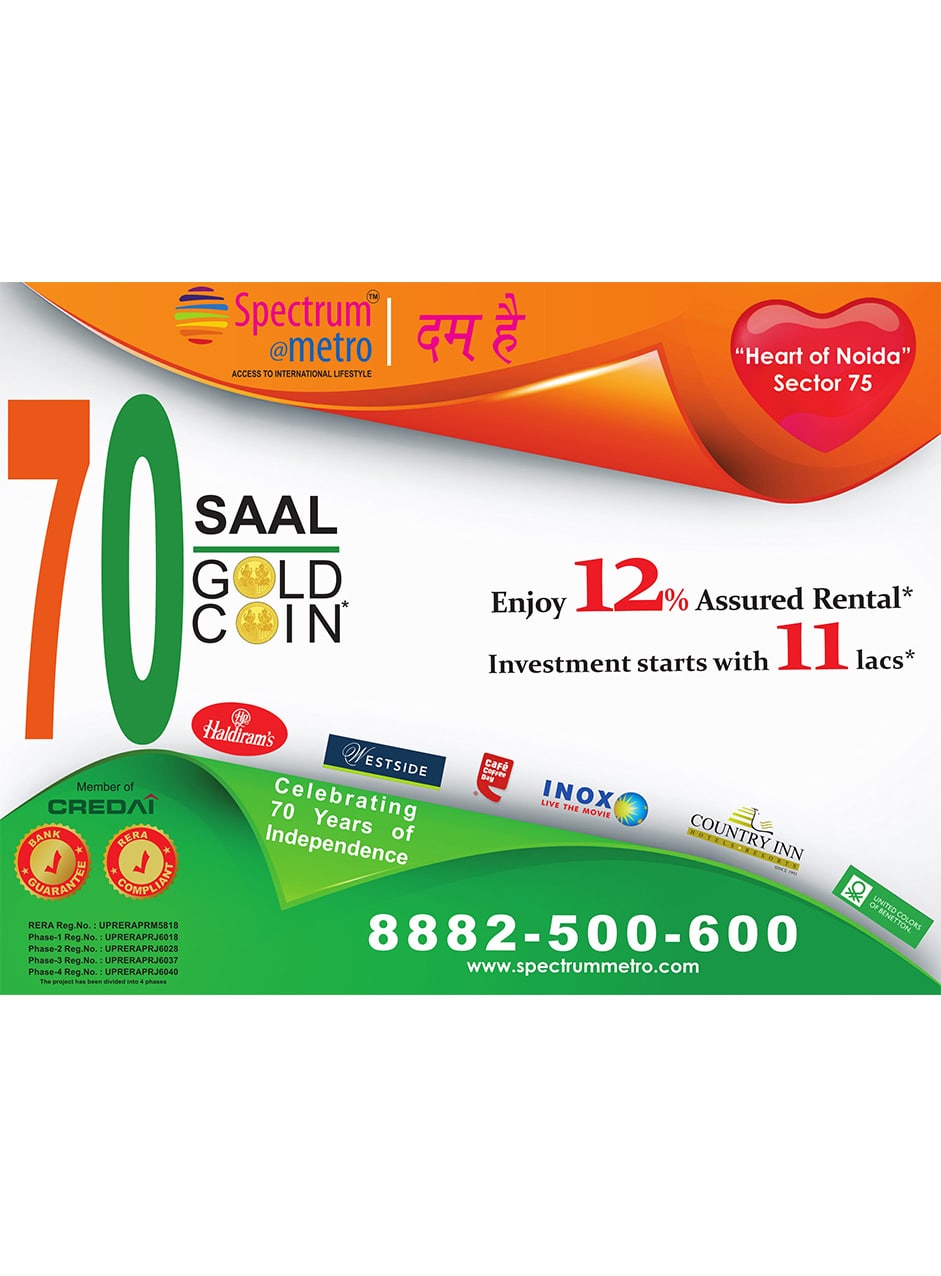 Spectrum™
@metro
ACCESS TO INTERNATIONAL LIFESTYLE
दम् है
"Heart of Noida"
Sector 75
70
SAAL
GOLD
COIN*
Enjoy 12% Assured Rental*
Investment starts with 11 lacs*
HR
Haldiram's
WESTSIDE
Café
Coffee
Day
INOX
LIVE THE MOVIE
COUNTRY INN
HOTELS & RESORTS
SINCE 1993
UNITED COLORS
OF BENETTON.
Celebrating
70 Years of
Independence
Member of
CREDAI
BANK
GUARANTEE
RERA
COMPLIANT
RERA Reg.No. : UPRERAPRM5818
Phase-1 Reg.No. : UPRERAPRJ6018
Phase-2 Reg.No. : UPRERAPRJ6028
Phase-3 Reg.No. : UPRERAPRJ6037
Phase-4 Reg.No. : UPRERAPRJ6040
The project has been divided into 4 phases
8882-500-600
www.spectrummetro.com